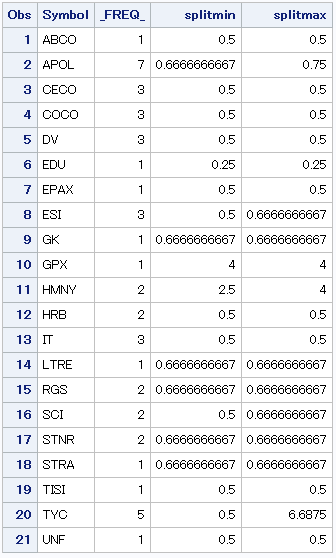 Obs Symbol _FREQ_ splitmin splitmax
1 ABCO 1 0.5 0.5
2 APOL 7 0.6666666667 0.75
3 CECO 3 0.5 0.5
4 COCO 3 0.5 0.5
5 DV 3 0.5 0.5
6 EDU 1 0.25 0.25
7 EPAX 1 0.5 0.5
8 ESI 3 0.5 0.6666666667
9 GK 1 0.6666666667 0.6666666667
10 GPX 1 4 4
11 HMNY 2 2.5 4
12 HRB 2 0.5 0.5
13 IT 3 0.5 0.5
14 LTRE 1 0.6666666667 0.6666666667
15 RGS 2 0.6666666667 0.6666666667
16 SCI 2 0.5 0.6666666667
17 STNR 2 0.6666666667 0.6666666667
18 STRA 1 0.6666666667 0.6666666667
19 TISI 1 0.5 0.5
20 TYC 5 0.5 6.6875
21 UNF 1 0.5 0.5